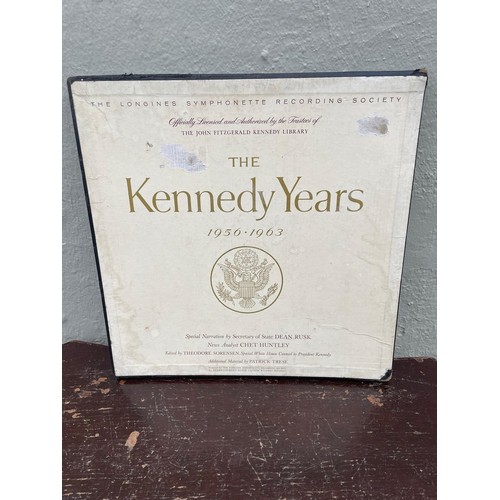 THE LONGINES SYMPHONETTE RECORDING SOCIETY
Officially Licensed and Authorized by the Trustees of
THE JOHN FITZGERALD KENNEDY LIBRARY
THE
Kennedy Years
1956·1963
Special Narration by Secretary of State DEAN RUSK
News Analyst CHET HUNTLEY
Edited by THEODORE SORENSEN, Special White House Counsel to President Kennedy
Additional Material by PATRICK TRESE